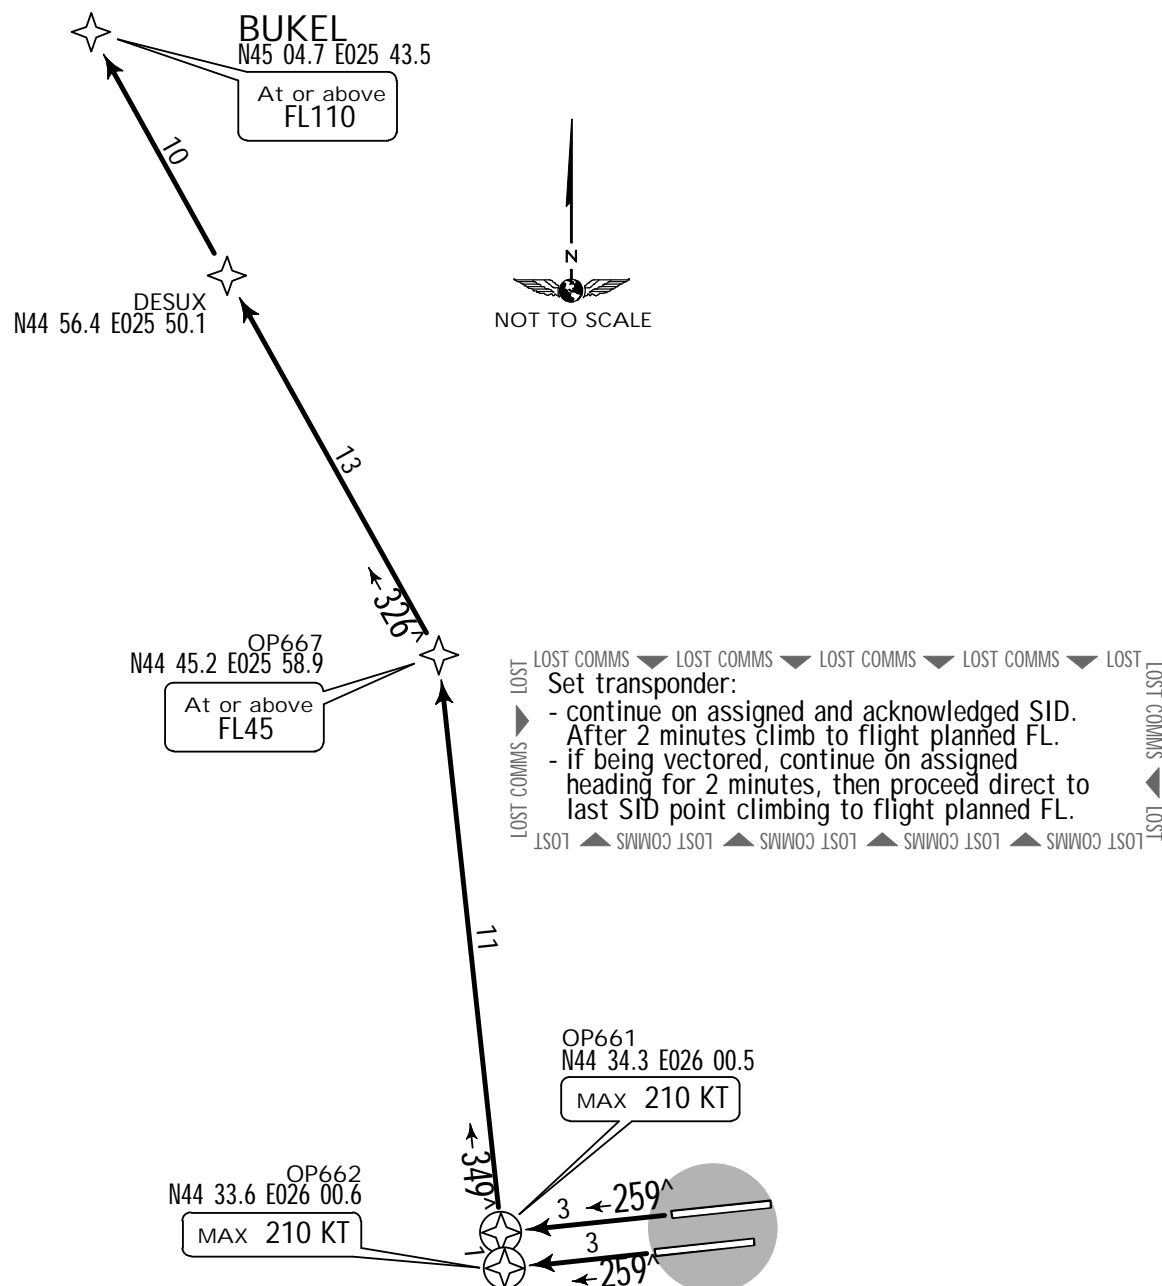 BUKEL
N45 04.7 E025 43.5
At or above
FL110
10
N
NOT TO SCALE
DESUX
N44 56.4 E025 50.1
13
326^
OP667
N44 45.2 E025 58.9
At or above
FL45
LOST COMMS LOST COMMS LOST COMMS LOST COMMS LOST
LOST COMMS LOST
LOST COMMS LOST
Set transponder:
- continue on assigned and acknowledged SID.
After 2 minutes climb to flight planned FL.
- if being vectored, continue on assigned
heading for 2 minutes, then proceed direct to
last SID point climbing to flight planned FL.
LOST COMMS LOST COMMS LOST COMMS LOST COMMS LOST
11
OP661
N44 34.3 E026 00.5
MAX 210 KT
349^
OP662
N44 33.6 E026 00.6
MAX 210 KT
3
259^
1
3
259^